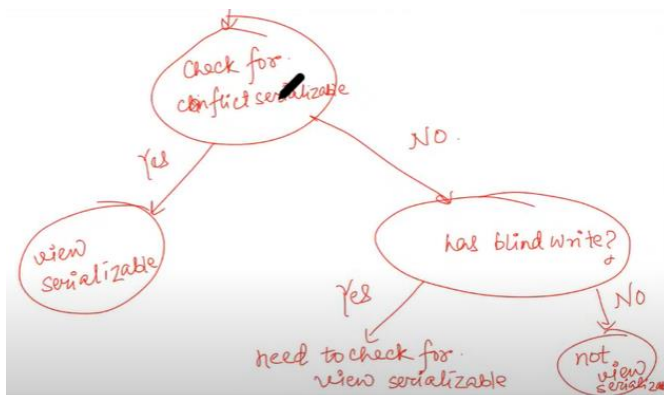 Check for
conflict serializable
Yes
NO.
view
serializable
has blind write?
Yes
NO
need to check for
view serializable
not
view
serializable